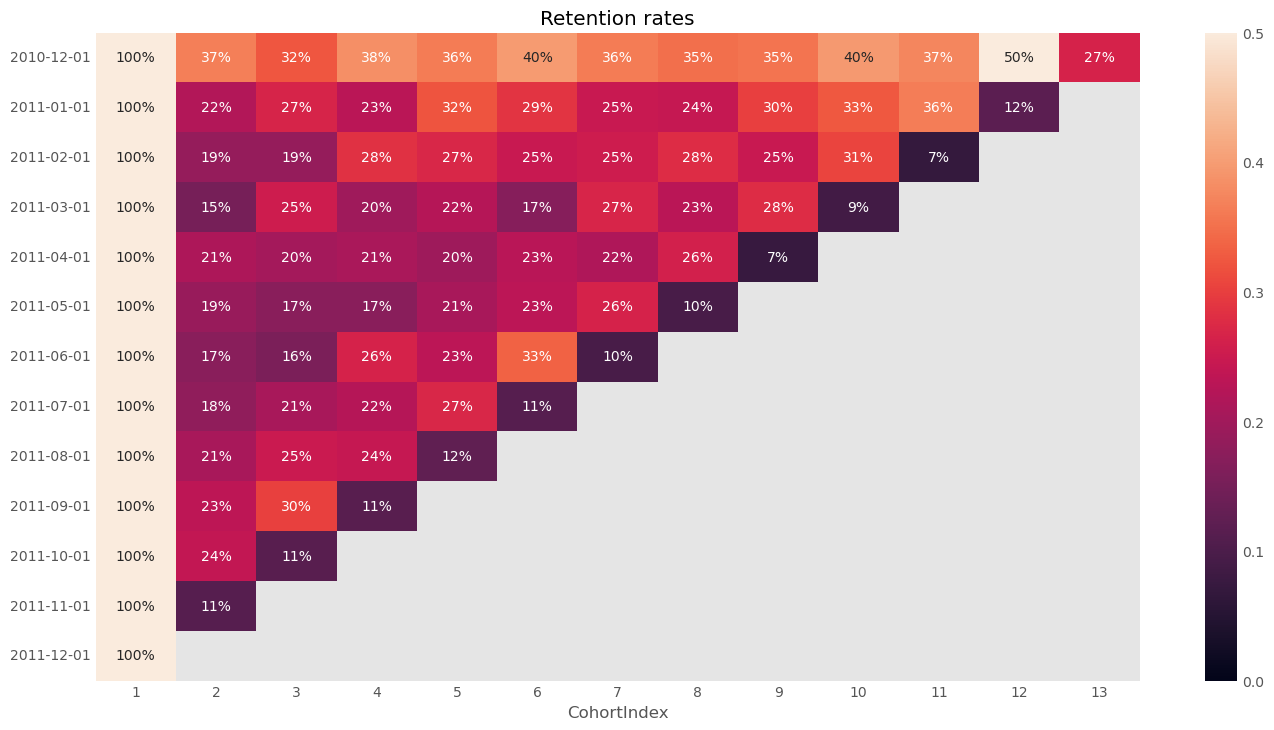 Retention rates
2010-12-01 100% 37% 32% 38% 36% 40% 36% 35% 35% 40% 37% 50% 27%
2011-01-01 100% 22% 27% 23% 32% 29% 25% 24% 30% 33% 36% 12%
2011-02-01 100% 19% 19% 28% 27% 25% 25% 28% 25% 31% 7%
2011-03-01 100% 15% 25% 20% 22% 17% 27% 23% 28% 9%
2011-04-01 100% 21% 20% 21% 20% 23% 22% 26% 7%
2011-05-01 100% 19% 17% 17% 21% 23% 26% 10%
2011-06-01 100% 17% 16% 26% 23% 33% 10%
2011-07-01 100% 18% 21% 22% 27% 11%
2011-08-01 100% 21% 25% 24% 12%
2011-09-01 100% 23% 30% 11%
2011-10-01 100% 24% 11%
2011-11-01 100% 11%
2011-12-01 100%
1 2 3 4 5 6 7 8 9 10 11 12 13
CohortIndex
0.5
0.4
0.3
0.2
0.1
0.0